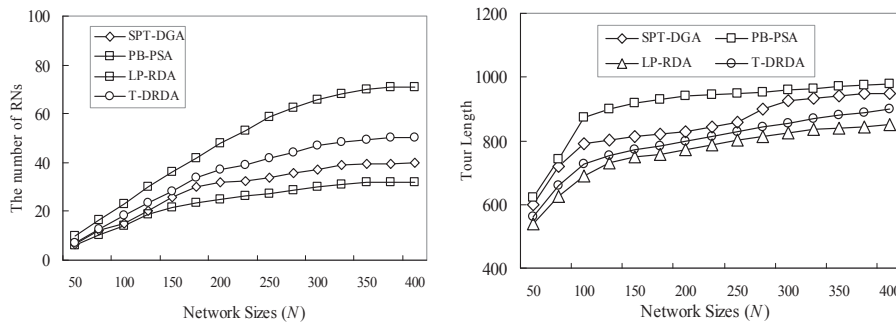 The number of RNs
100
80
60
40
20
0
SPT-DGA
PB-PSA
LP-RDA
T-DRDA
50 100 150 200 250 300 350 400
Network Sizes (N)
Tour Length
1200
1000
800
600
400
SPT-DGA PB-PSA
LP-RDA T-DRDA
50 100 150 200 250 300 350 400
Network Sizes (N)